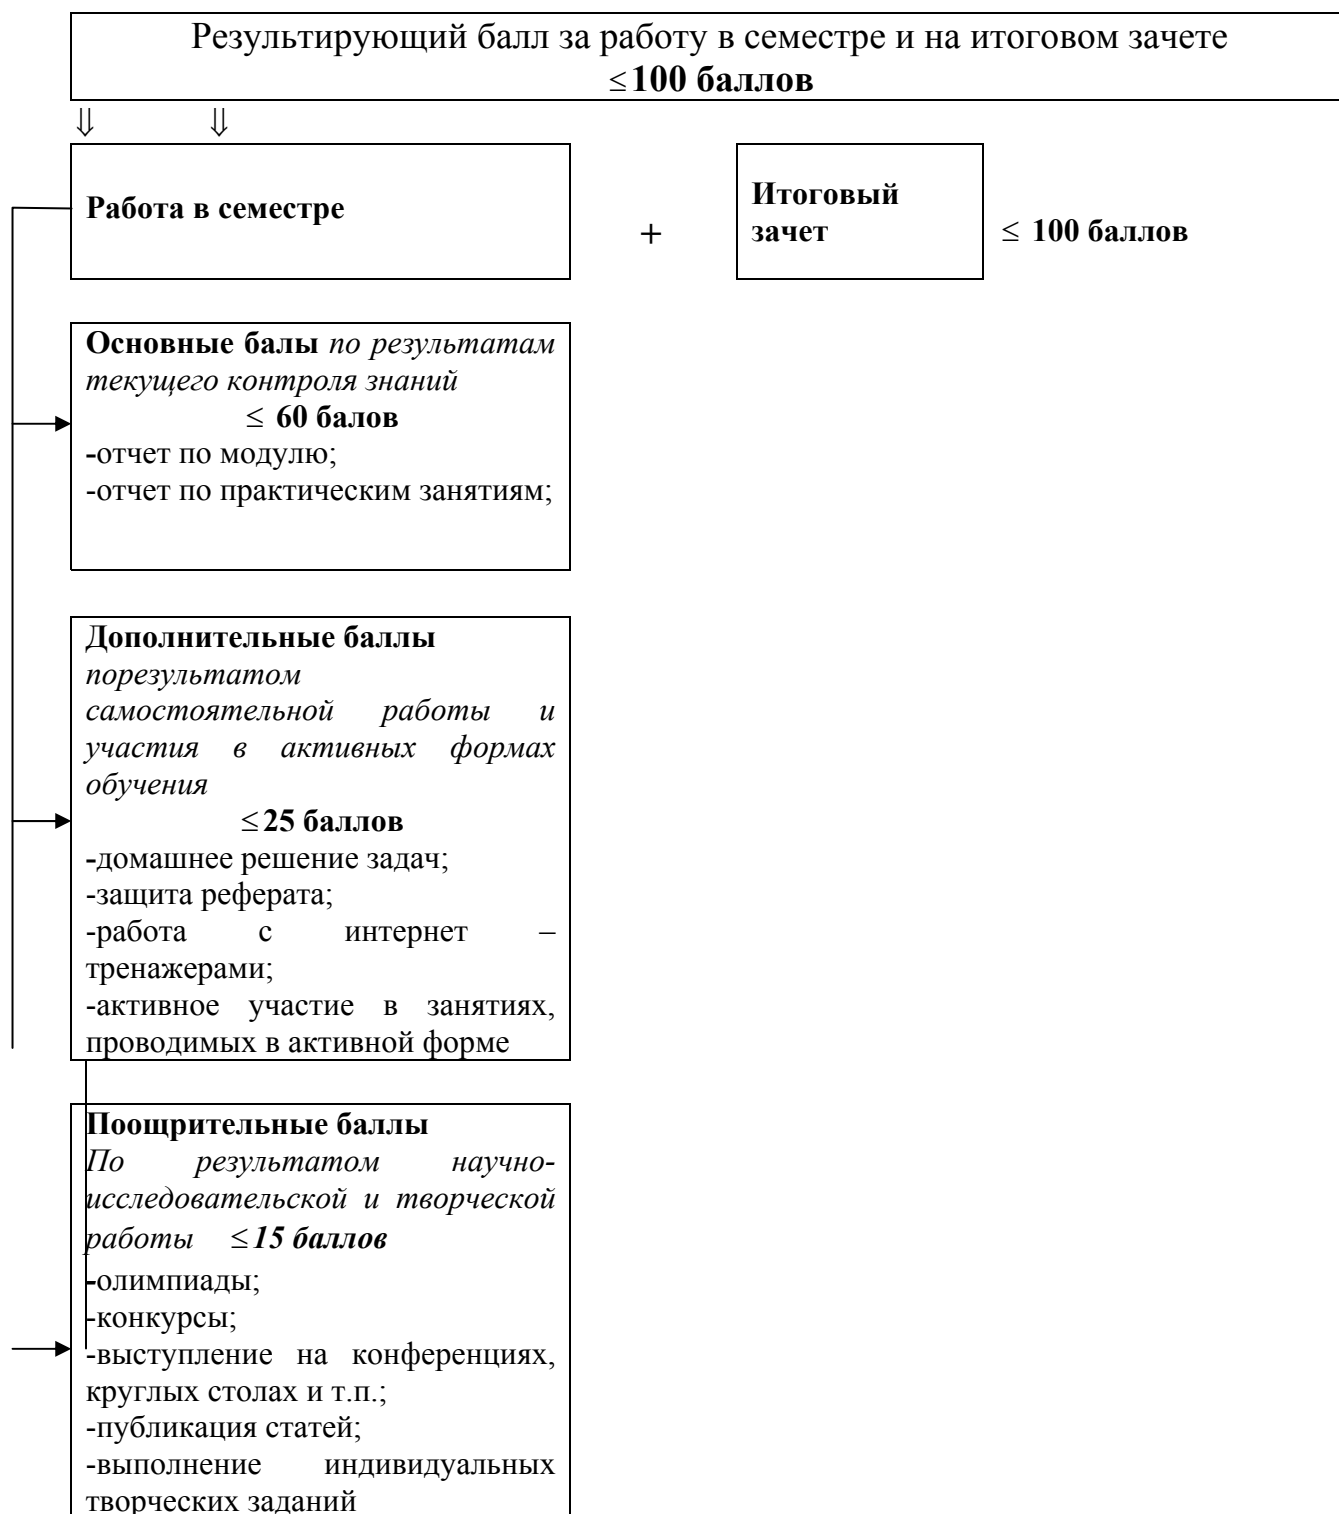 Результирующий балл за работу в семестре и на итоговом зачете
≤ 100 баллов
⇓ ⇓
Работа в семестре
+
Итоговый
зачет
≤ 100 баллов
Основные балы по результатам
текущего контроля знаний
≤ 60 балов
-отчет по модулю;
-отчет по практическим занятиям;
Дополнительные баллы
порезультатом
самостоятельной работы и
участия в активных формах
обучения
≤ 25 баллов
-домашнее решение задач;
-защита реферата;
-работа с интернет –
тренажерами;
-активное участие в занятиях,
проводимых в активной форме
Поощрительные баллы
По результатом научно-
исследовательской и творческой
работы ≤ 15 баллов
-олимпиады;
-конкурсы;
-выступление на конференциях,
круглых столах и т.п.;
-публикация статей;
-выполнение индивидуальных
творческих заданий